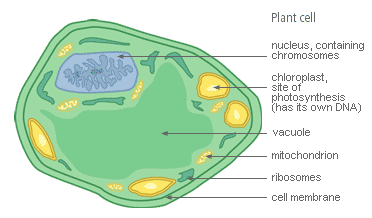 Plant cell
nucleus, containing
chromosomes
chloroplast,
site of
photosynthesis
(has its own DNA)
vacuole
mitochondrion
ribosomes
cell membrane